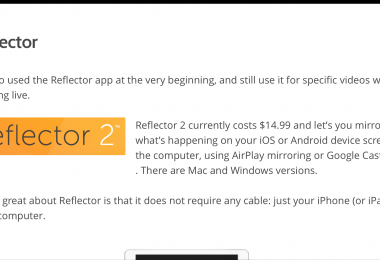 ector
o used the Reflector app at the very beginning, and still use it for specific videos w
ng live.
eflector 2™
Reflector 2 currently costs $14.99 and let's you mirro
what's happening on your iOS or Android device scre
the computer, using AirPlay mirroring or Google Cas
. There are Mac and Windows versions.
great about Reflector is that it does not require any cable: just your iPhone (or iPa
computer.